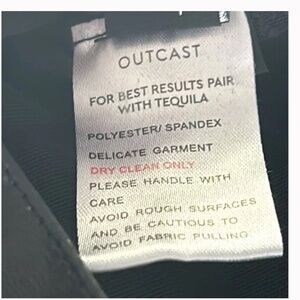 OUTCAST
FOR BEST RESULTS PAIR
WITH TEQUILA
POLYESTER/ SPANDEX
DELICATE GARMENT
DRY CLEAN ONLY
PLEASE HANDLE WITH
CARE
AVOID ROUGH SURFACES
AND BE CAUTIOUS TO
AVOID FABRIC PULLING